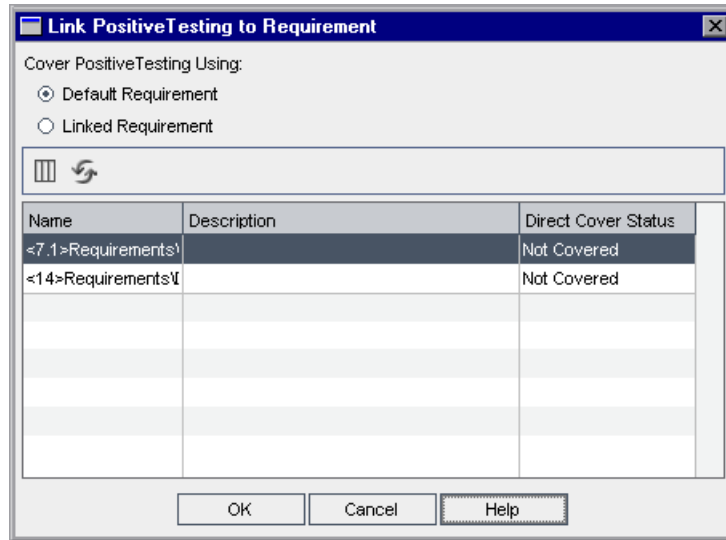 Link PositiveTesting to Requirement
Cover PositiveTesting Using:
Default Requirement
Linked Requirement
Name Description Direct Cover Status
<7.1>Requirements\ Not Covered
<14>Requirements\D Not Covered
OK Cancel Help